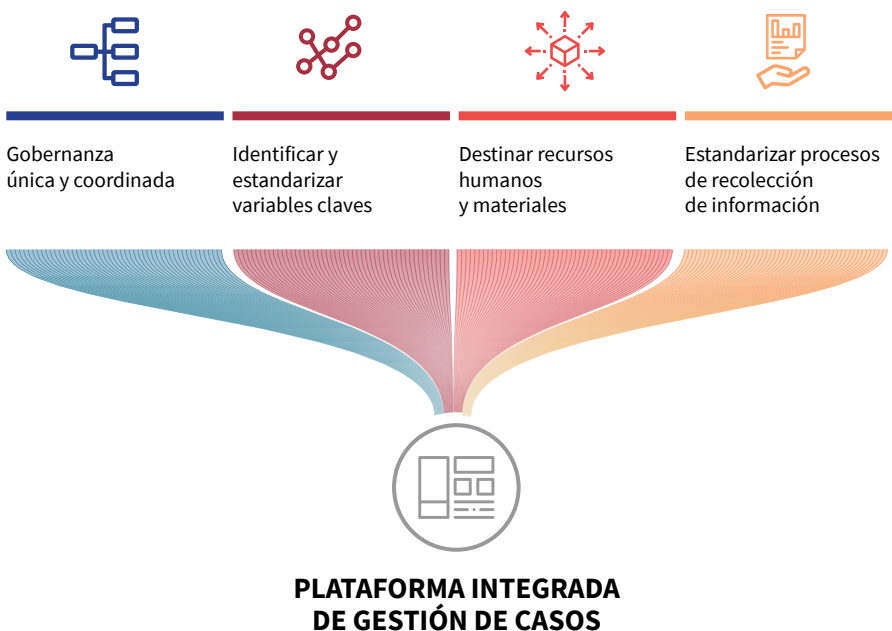 Gobernanza
única y coordinada
Identificar y
estandarizar
variables claves
Destinar recursos
humanos
y materiales
Estandarizar procesos
de recolección
de información
PLATAFORMA INTEGRADA
DE GESTIÓN DE CASOS